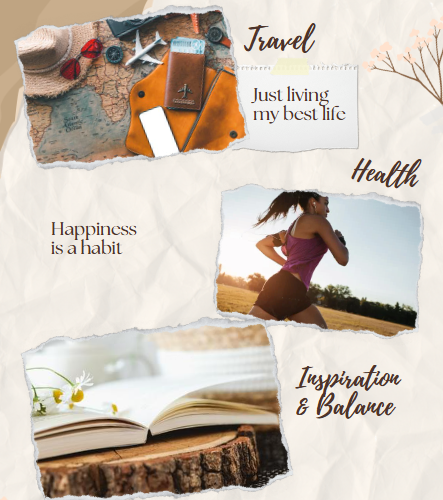 Travel
Just living
my best life
Health
Happiness
is a habit
Inspiration
& Balance